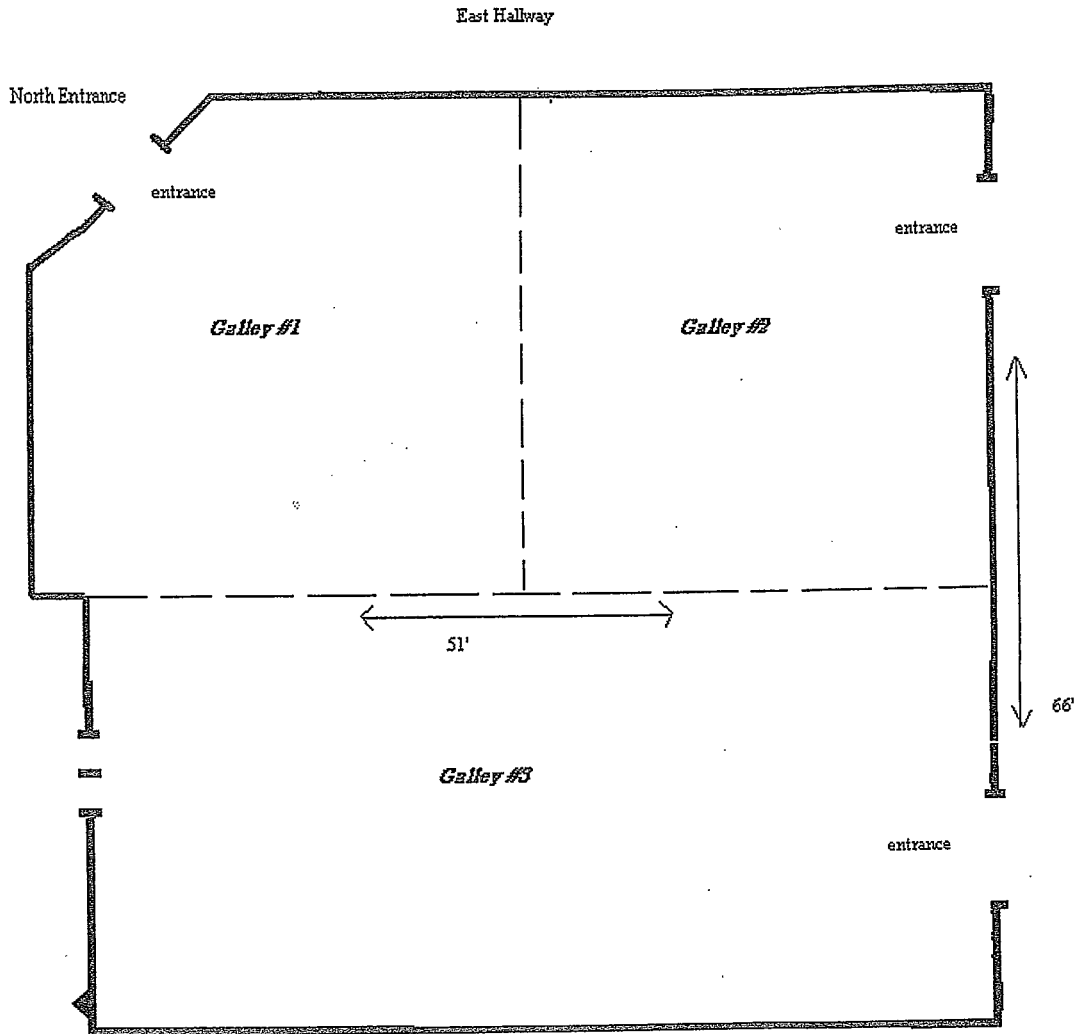 East Hallway
North Entrance
entrance
entrance
Galley #1
Galley #2
51'
66'
Galley #3
entrance